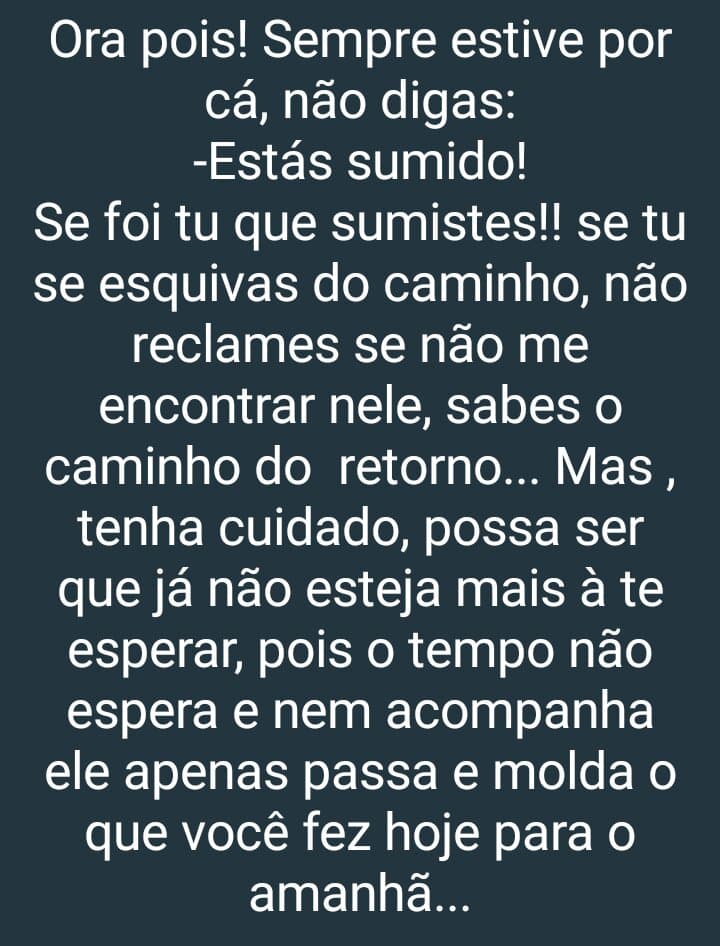 Ora pois! Sempre estive por
cá, não digas:
-Estás sumido!
Se foi tu que sumistes!! se tu
se esquivas do caminho, não
reclames se não me
encontrar nele, sabes o
caminho do  retorno... Mas ,
tenha cuidado, possa ser
que já não esteja mais à te
esperar, pois o tempo não
espera e nem acompanha
ele apenas passa e molda o
que você fez hoje para o
amanhã...